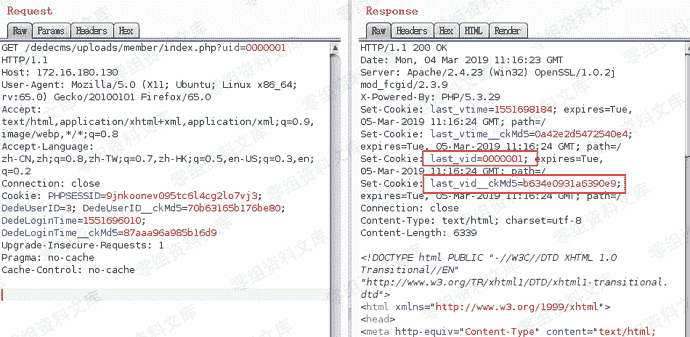 Request
Raw Params Headers Hex
GET /dedecms/uploads/member/index.php?uid=0000001
HTTP/1.1
Host: 172.16.180.130
User-Agent: Mozilla/5.0 (X11; Ubuntu; Linux x86_64;
rv:65.0) Gecko/20100101 Firefox/65.0
Accept:
text/html,application/xhtml+xml,application/xml;q=0.9,
image/webp,*/*;q=0.8
Accept-Language:
zh-CN,zh;q=0.8,zh-TW;q=0.7,zh-HK;q=0.5,en-US;q=0.3,en;
q=0.2
Connection: close
Cookie: PHPSESSID=9jnkoonev095tc6l4cg2lo7vj3;
DedeUserID=3; DedeUserID__ckMd5=70b63165b176be80;
DedeLoginTime=1551696010;
DedeLoginTime__ckMd5=87aaa96a985b16d9
Upgrade-Insecure-Requests: 1
Pragma: no-cache
Cache-Control: no-cache
Response
Raw Headers Hex HTML Render
HTTP/1.1 200 OK
Date: Mon, 04 Mar 2019 11:16:23 GMT
Server: Apache/2.4.23 (Win32) OpenSSL/1.0.2j
mod_fcgid/2.3.9
X-Powered-By: PHP/5.3.29
Set-Cookie: last_vtime=1551698184; expires=Tue,
05-Mar-2019 11:16:24 GMT; path=/
Set-Cookie: last_vtime__ckMd5=0a42e2d5472540e4;
expires=Tue, 05-Mar-2019 11:16:24 GMT; path=/
Set-Cookie: last_vid=0000001; expires=Tue,
05-Mar-2019 11:16:24 GMT; path=/
Set-Cookie: last_vid__ckMd5=b634e0931a6390e9;
expires=Tue, 05-Mar-2019 11:16:24 GMT; path=/
Connection: close
Content-Type: text/html; charset=utf-8
Content-Length: 6339
<!DOCTYPE html PUBLIC "-//W3C//DTD XHTML 1.0
Transitional//EN"
"http://www.w3.org/TR/xhtml1/DTD/xhtml1-transitional.
dtd">
<html xmlns="http://www.w3.org/1999/xhtml">
<head>
<meta http-equiv="Content-Type" content="text/html;
零组资料文库